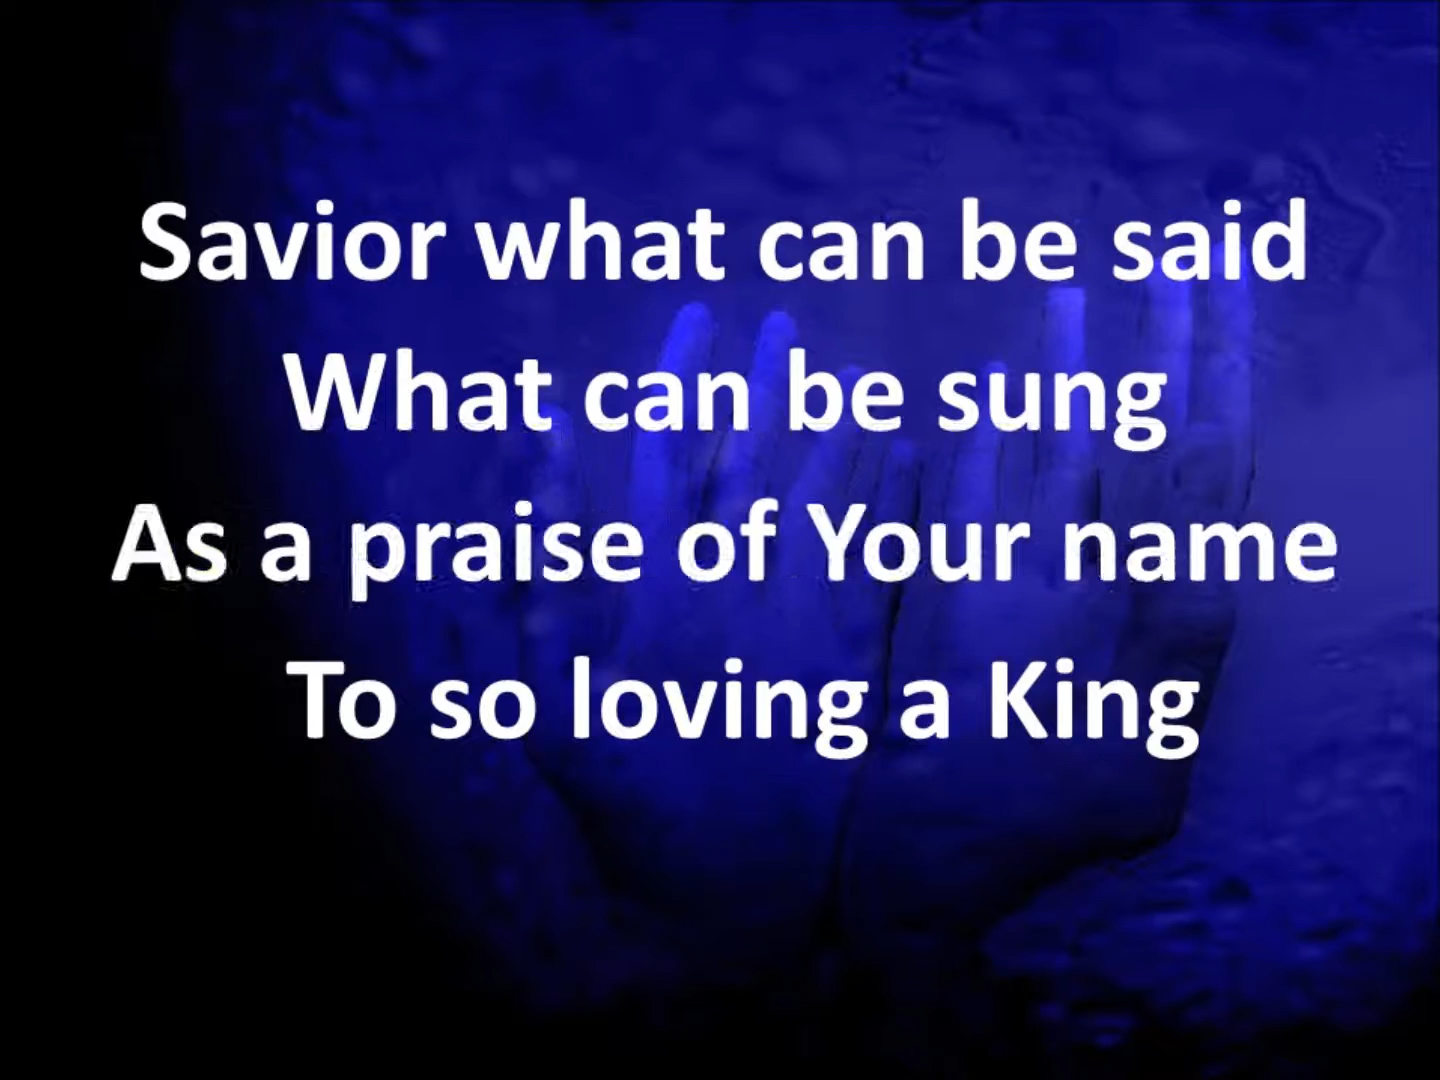 Savior what can be said
What can be sung
As a praise of Your name
To so loving a King